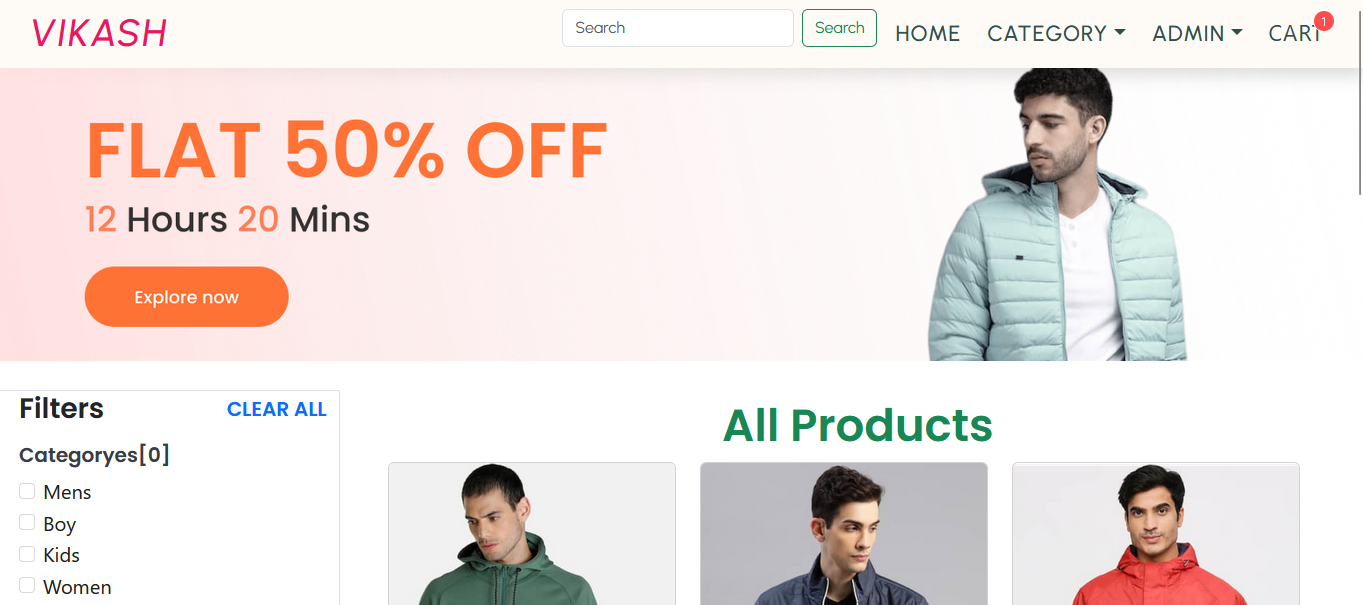 VIKASH
Search
Search
HOME
CATEGORY
ADMIN
CART
1
FLAT 50% OFF
12 Hours 20 Mins
Explore now
Filters
CLEAR ALL
Categoryes[0]
Mens
Boy
Kids
Women
All Products